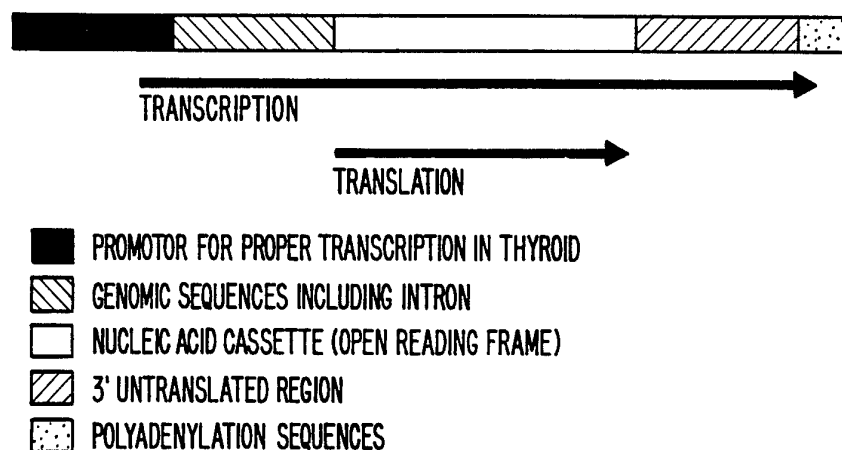 TRANSCRIPTION
TRANSLATION
PROMOTOR FOR PROPER TRANSCRIPTION IN THYROID
GENOMIC SEQUENCES INCLUDING INTRON
NUCLEIC ACID CASSETTE (OPEN READING FRAME)
3' UNTRANSLATED REGION
POLYADENYLATION SEQUENCES